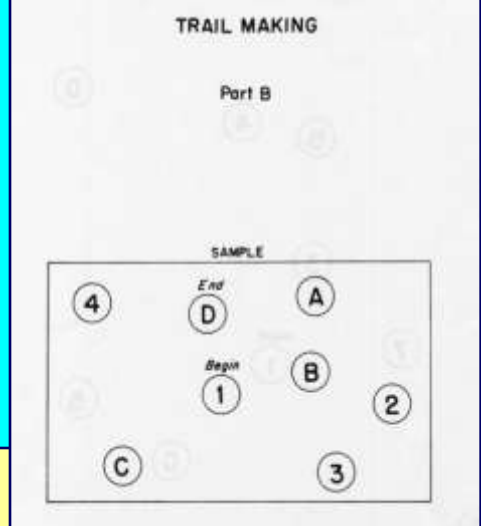 TRAIL MAKING
Part B
SAMPLE
End
4 D A
Begin
1 B 2
C 3